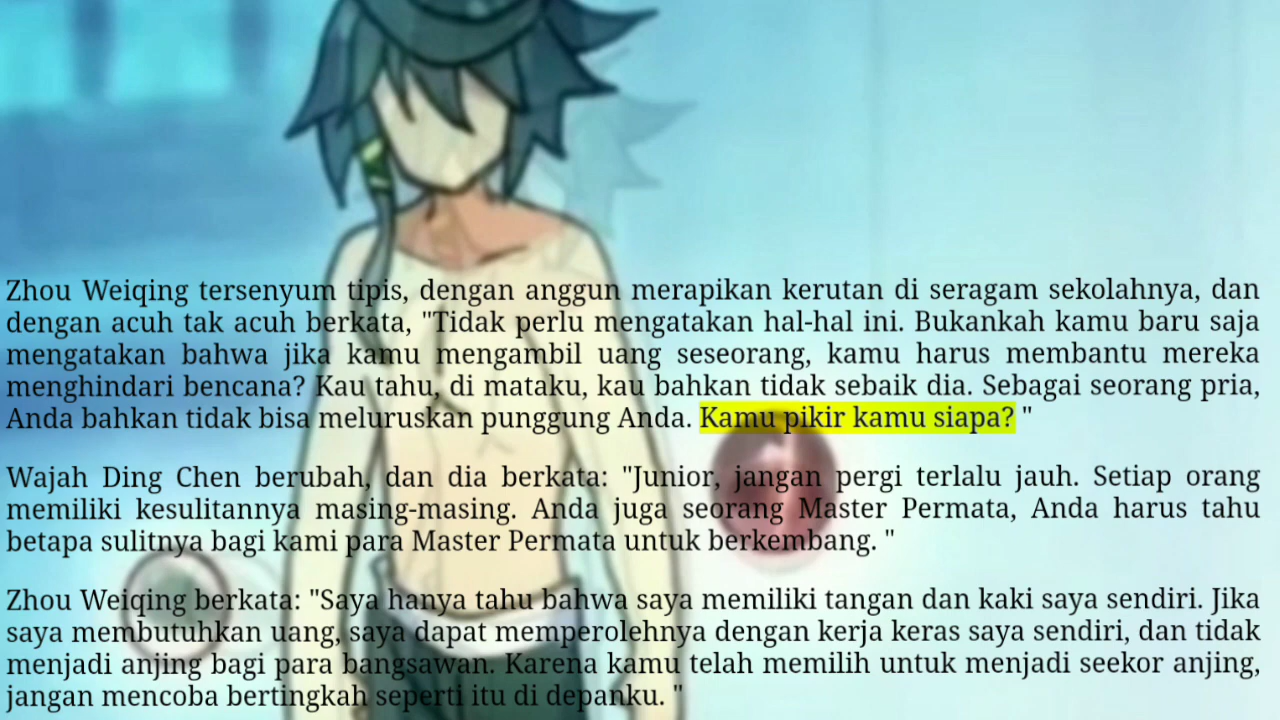 Zhou Weiqing tersenyum tipis, dengan anggun merapikan kerutan di seragam sekolahnya, dan
dengan acuh tak acuh berkata, "Tidak perlu mengatakan hal-hal ini. Bukankah kamu baru saja
mengatakan bahwa jika kamu mengambil uang seseorang, kamu harus membantu mereka
menghindari bencana? Kau tahu, di mataku, kau bahkan tidak sebaik dia. Sebagai seorang pria,
Anda bahkan tidak bisa meluruskan punggung Anda. Kamu pikir kamu siapa? "
Wajah Ding Chen berubah, dan dia berkata: "Junior, jangan pergi terlalu jauh. Setiap orang
memiliki kesulitannya masing-masing. Anda juga seorang Master Permata, Anda harus tahu
betapa sulitnya bagi kami para Master Permata untuk berkembang. "
Zhou Weiqing berkata: "Saya hanya tahu bahwa saya memiliki tangan dan kaki saya sendiri. Jika
saya membutuhkan uang, saya dapat memperolehnya dengan kerja keras saya sendiri, dan tidak
menjadi anjing bagi para bangsawan. Karena kamu telah memilih untuk menjadi seekor anjing,
jangan mencoba bertingkah seperti itu di depanku. "